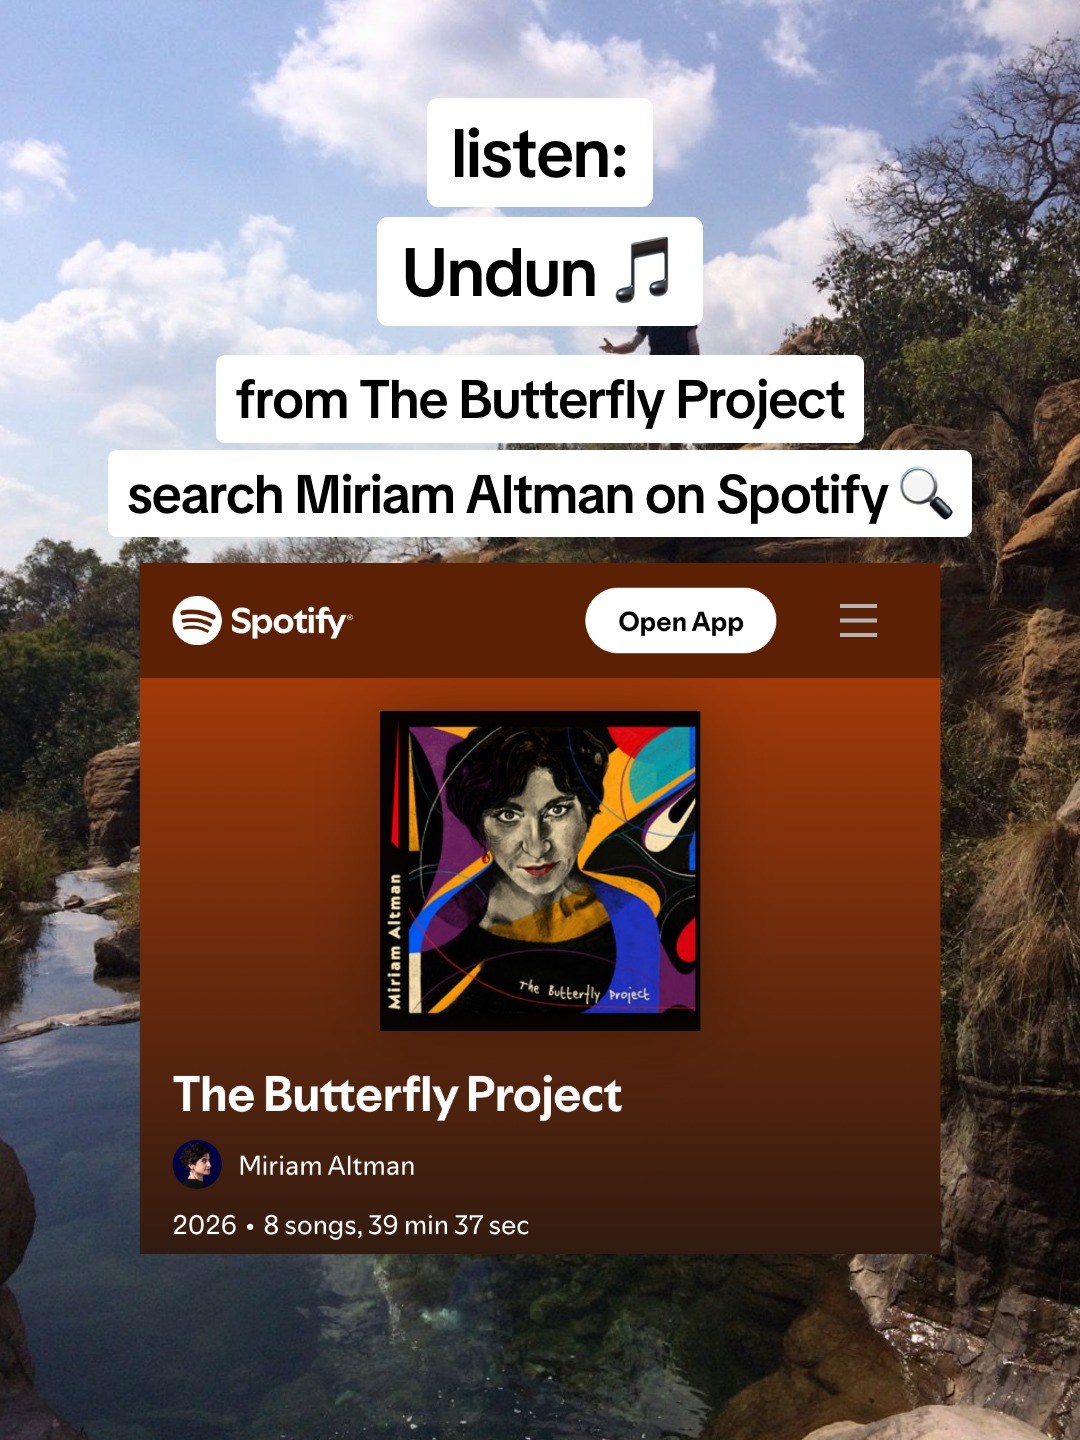 listen:
Undun 🎵
from The Butterfly Project
search Miriam Altman on Spotify 🔍
Spotify®
Open App
Miriam Altman
The Butterfly Project
The Butterfly Project
Miriam Altman
2026 • 8 songs, 39 min 37 sec